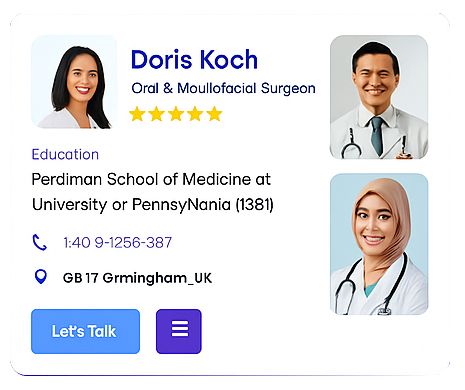 Doris Koch
Oral & Moullofacial Surgeon
Education
Perdiman School of Medicine at
University or PennsyNania (1381)
1:40 9-1256-387
GB 17 Grmingham_UK
Let's Talk